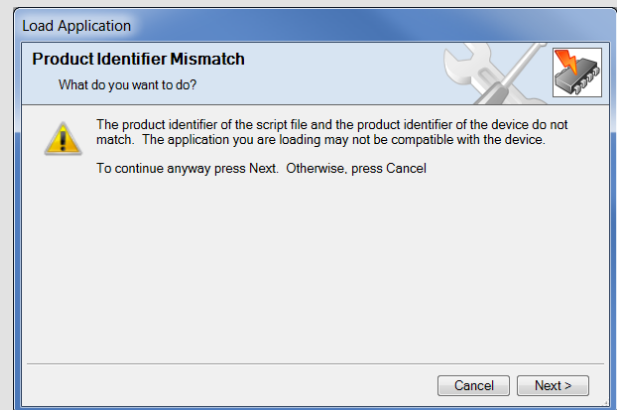 Load Application
Product Identifier Mismatch
What do you want to do?
The product identifier of the script file and the product identifier of the device do not
match.  The application you are loading may not be compatible with the device.
To continue anyway press Next.  Otherwise, press Cancel
Cancel
Next >